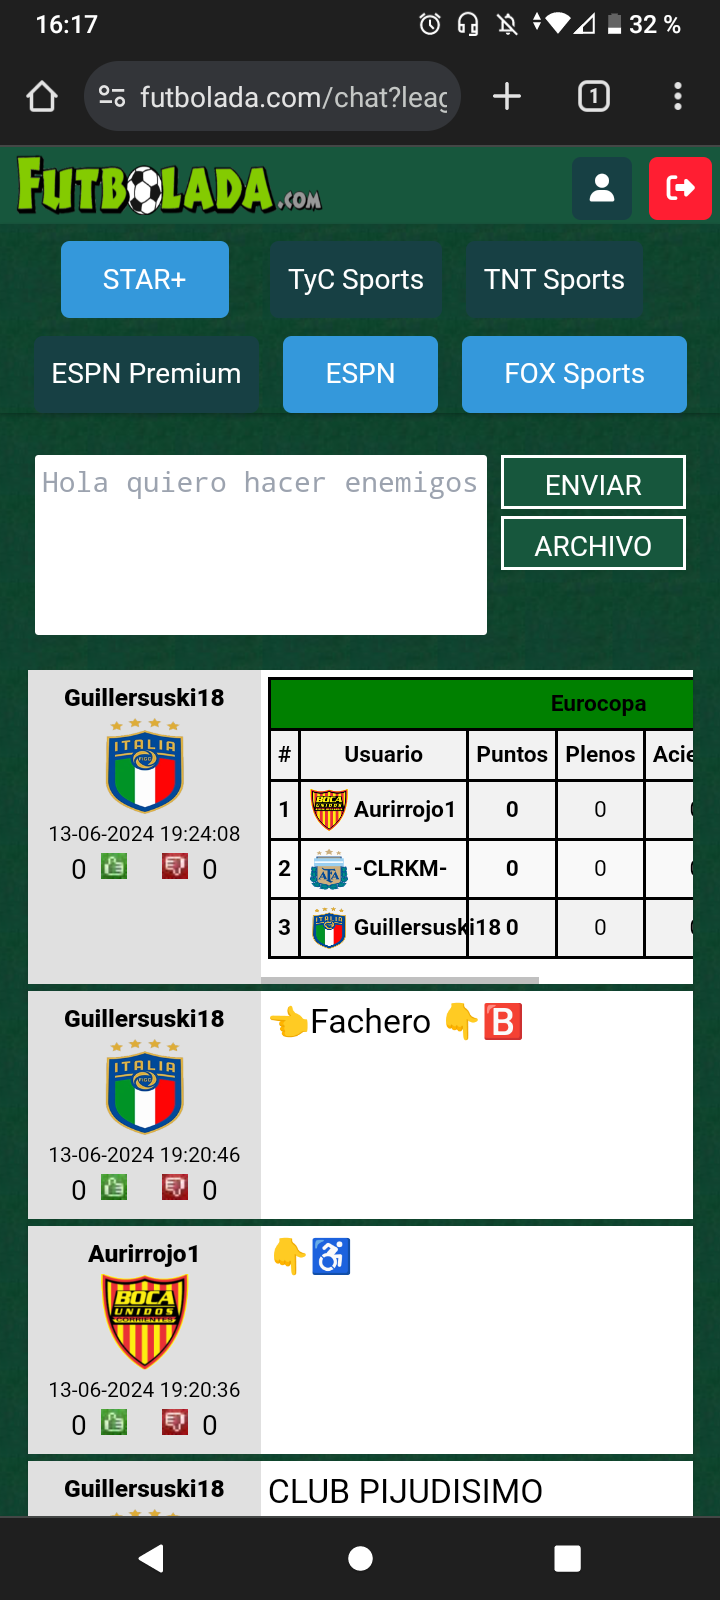 16:17
32 %
futbolada.com/chat?leag
1
FUTBOLADA.COM
STAR+ TyC Sports TNT Sports
ESPN Premium ESPN FOX Sports
Hola quiero hacer enemigos
ENVIAR
ARCHIVO
Guillersuski18
ITALIA
FIGC
13-06-2024 19:24:08
0 0
Eurocopa
# Usuario Puntos Plenos Acie
1 Aurirrojo1 0 0
2 -CLRKM- 0 0
3 Guillersuski18 0 0
Guillersuski18
ITALIA
FIGC
13-06-2024 19:20:46
0 0
👈Fachero 👇🅱️
Aurirrojo1
BOCA
UNIDOS
CORRIENTES
13-06-2024 19:20:36
0 0
👇♿
Guillersuski18
CLUB PIJUDISIMO